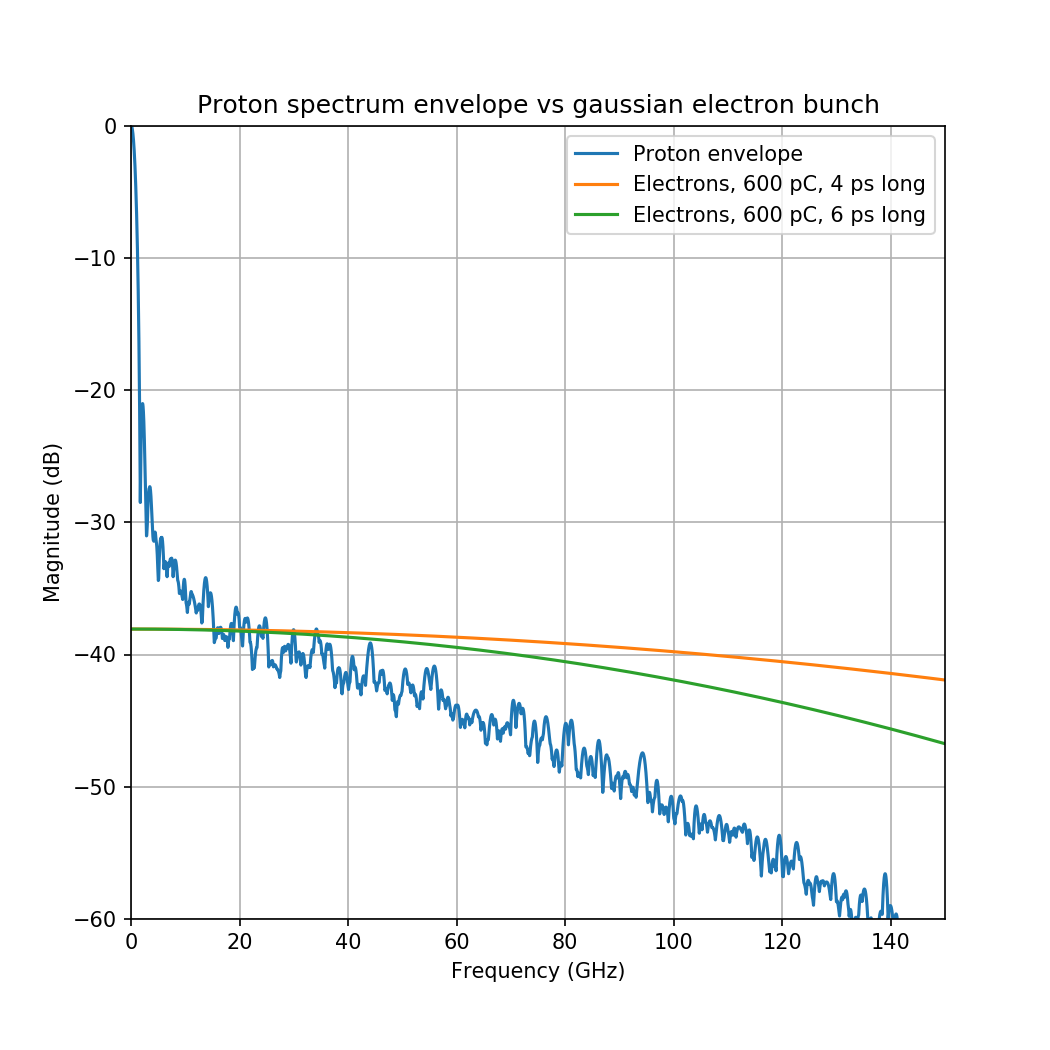 Proton spectrum envelope vs gaussian electron bunch
Proton envelope
Electrons, 600 pC, 4 ps long
Electrons, 600 pC, 6 ps long
Magnitude (dB)
0
−10
−20
−30
−40
−50
−60
0 20 40 60 80 100 120 140
Frequency (GHz)